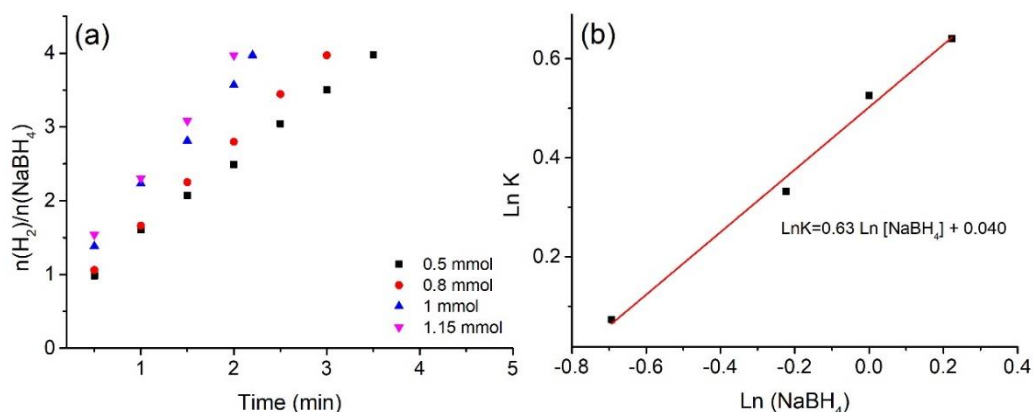 (a)
n(H₂)/n(NaBH₄)
4
3
2
1
0
1
2
3
4
5
Time (min)
0.5 mmol
0.8 mmol
1 mmol
1.15 mmol
(b)
Ln K
0.6
0.4
0.2
-0.8
-0.6
-0.4
-0.2
0.0
0.2
0.4
Ln (NaBH₄)
LnK=0.63 Ln [NaBH₄] + 0.040